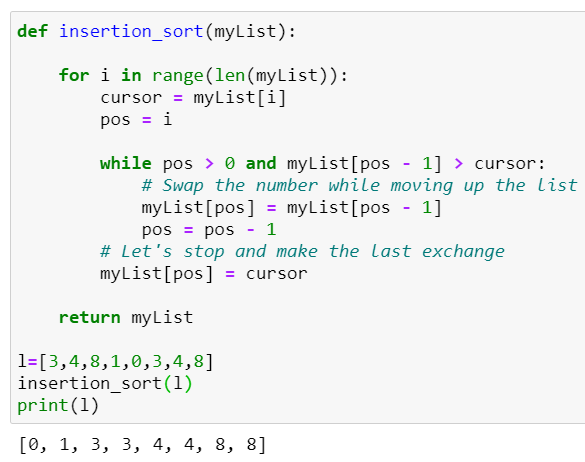 def insertion_sort(myList):
    for i in range(len(myList)):
        cursor = myList[i]
        pos = i
        while pos > 0 and myList[pos - 1] > cursor:
            # Swap the number while moving up the list
            myList[pos] = myList[pos - 1]
            pos = pos - 1
        # Let's stop and make the last exchange
        myList[pos] = cursor
    return myList
l=[3,4,8,1,0,3,4,8]
insertion_sort(l)
print(l)
[0, 1, 3, 3, 4, 4, 8, 8]